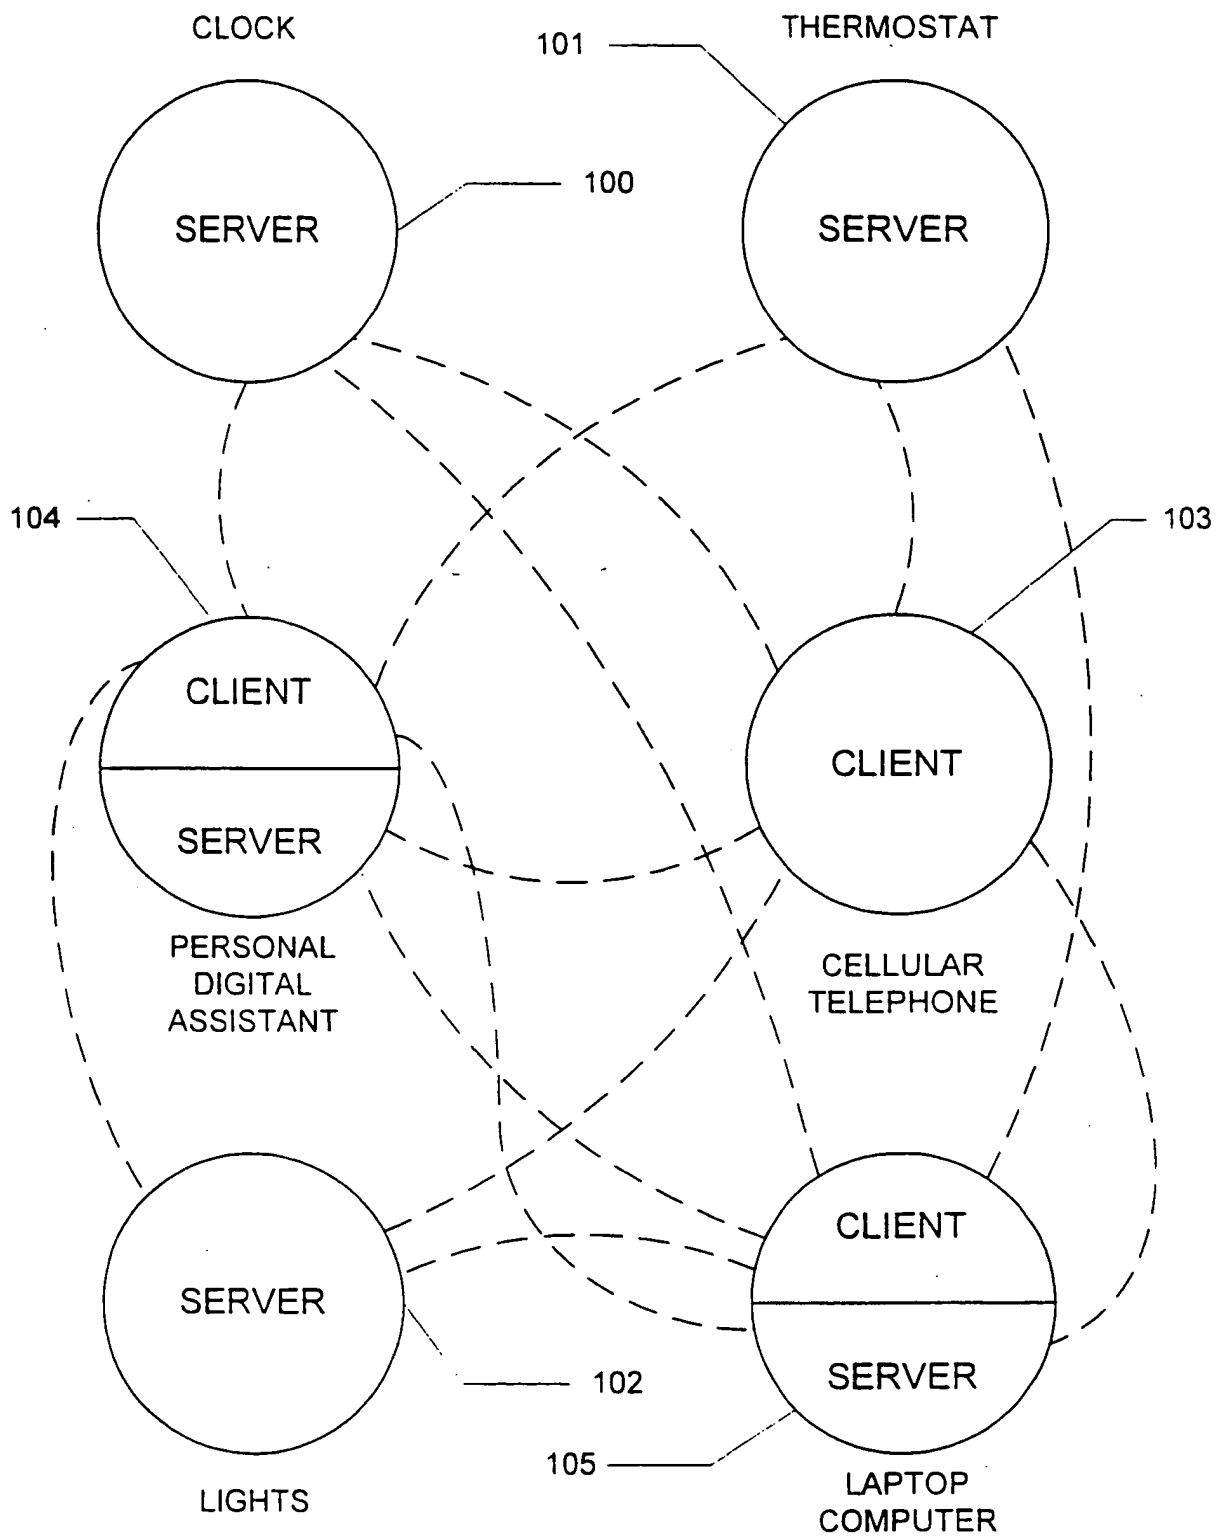 CLOCK
THERMOSTAT
101
100
SERVER
SERVER
104
103
CLIENT
SERVER
CLIENT
PERSONAL
DIGITAL
ASSISTANT
CELLULAR
TELEPHONE
CLIENT
SERVER
SERVER
102
105
LIGHTS
LAPTOP
COMPUTER